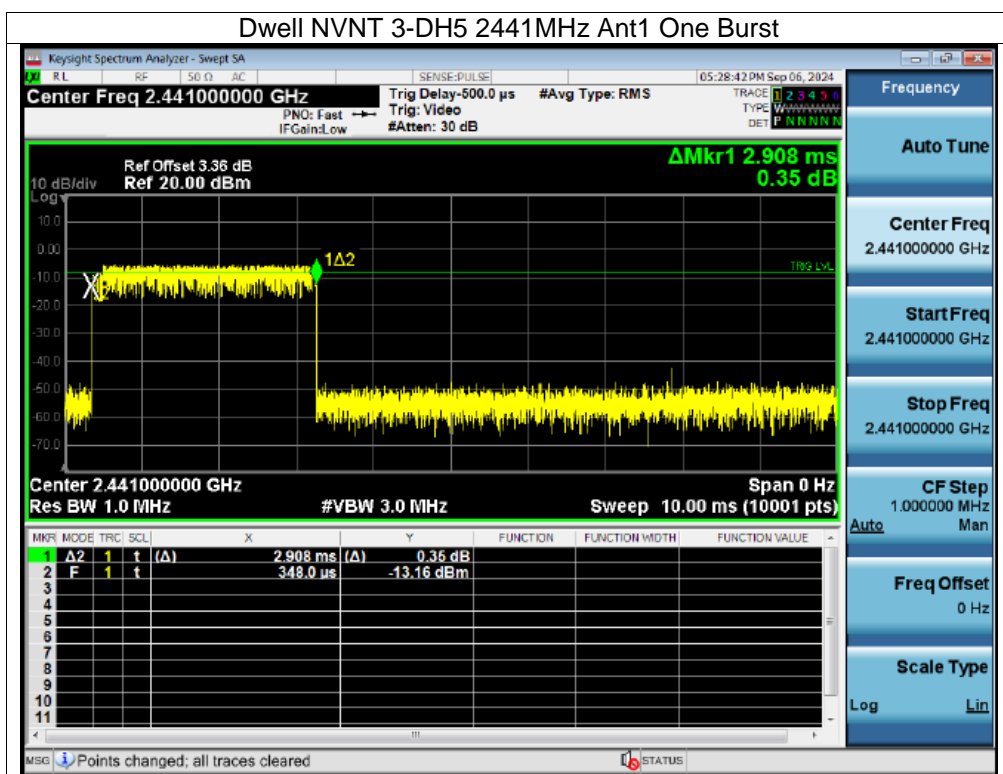 Dwell NVNT 3-DH5 2441MHz Ant1 One Burst
Keysight Spectrum Analyzer - Swept SA
LXI RL RF 50 Ω AC SENSE:PULSE 05:28:42 PM Sep 06, 2024
Center Freq 2.441000000 GHz Trig Delay-500.0 µs #Avg Type: RMS TRACE 1 2 3 4 5 6
PNO: Fast Trig: Video TYPE WWWWWW
IFGain:Low #Atten: 30 dB DET P N N N N N
Frequency
Auto Tune
Center Freq
2.441000000 GHz
Start Freq
2.441000000 GHz
Stop Freq
2.441000000 GHz
CF Step
1.000000 MHz
Auto Man
Freq Offset
0 Hz
Scale Type
Log Lin
Ref Offset 3.36 dB ΔMkr1 2.908 ms
10 dB/div Ref 20.00 dBm 0.35 dB
Log
10.0
0.00
1Δ2
TRIG LVL
-10.0
-20.0
-30.0
-40.0
-50.0
-60.0
-70.0
Center 2.441000000 GHz Span 0 Hz
Res BW 1.0 MHz #VBW 3.0 MHz Sweep 10.00 ms (10001 pts)
MKR MODE TRC SCL X Y FUNCTION FUNCTION WIDTH FUNCTION VALUE
1 Δ2 1 t (Δ) 2.908 ms (Δ) 0.35 dB
2 F 1 t 348.0 µs -13.16 dBm
3
4
5
6
7
8
9
10
11
MSG Points changed; all traces cleared STATUS